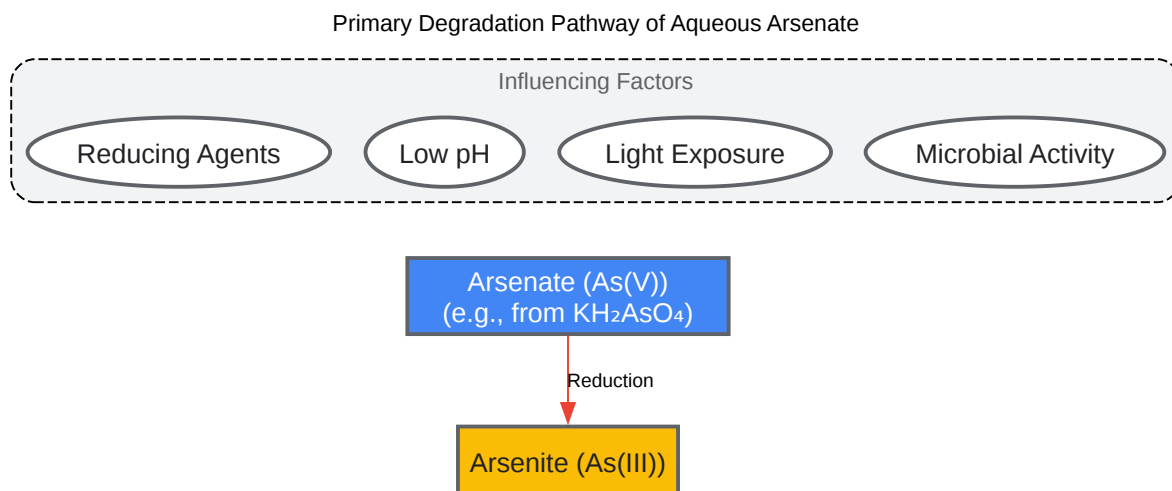 Primary Degradation Pathway of Aqueous Arsenate
Influencing Factors
Reducing Agents
Low pH
Light Exposure
Microbial Activity
Arsenate (As(V))
(e.g., from KH₂AsO₄)
Reduction
Arsenite (As(III))